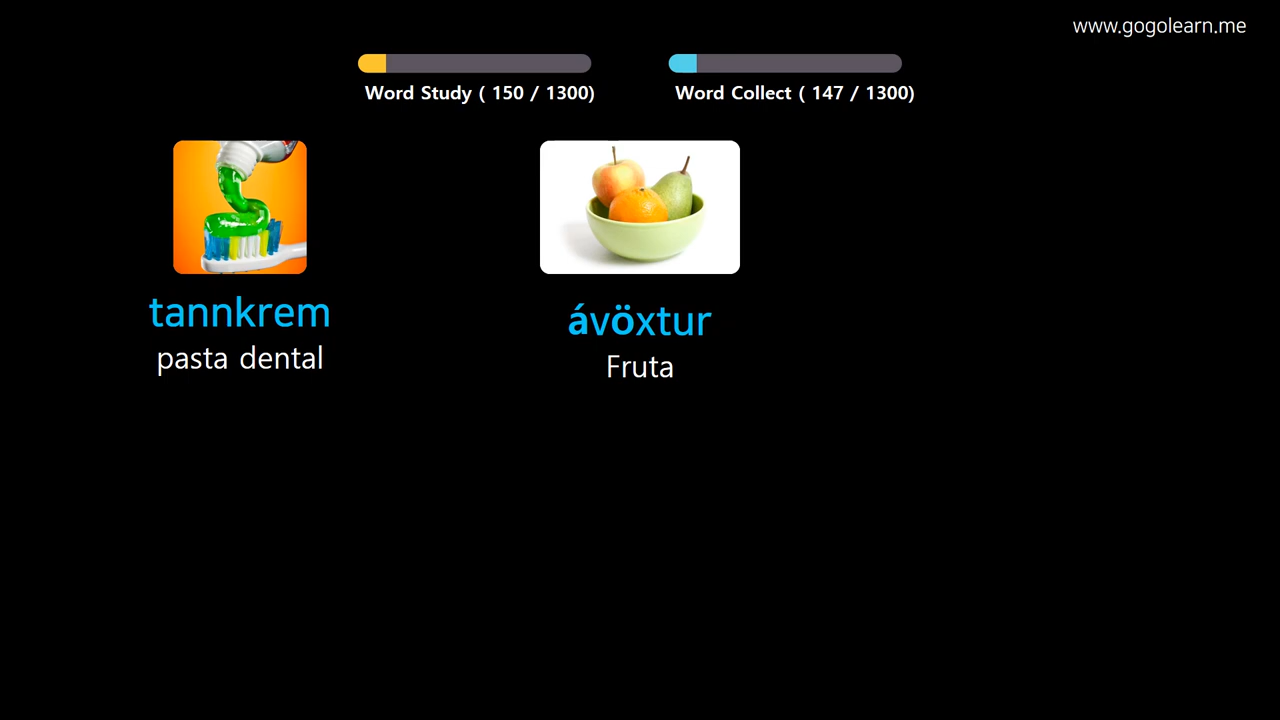 www.gogolearn.me
Word Study ( 150 / 1300)
Word Collect ( 147 / 1300)
tannkrem
pasta dental
ávöxtur
Fruta